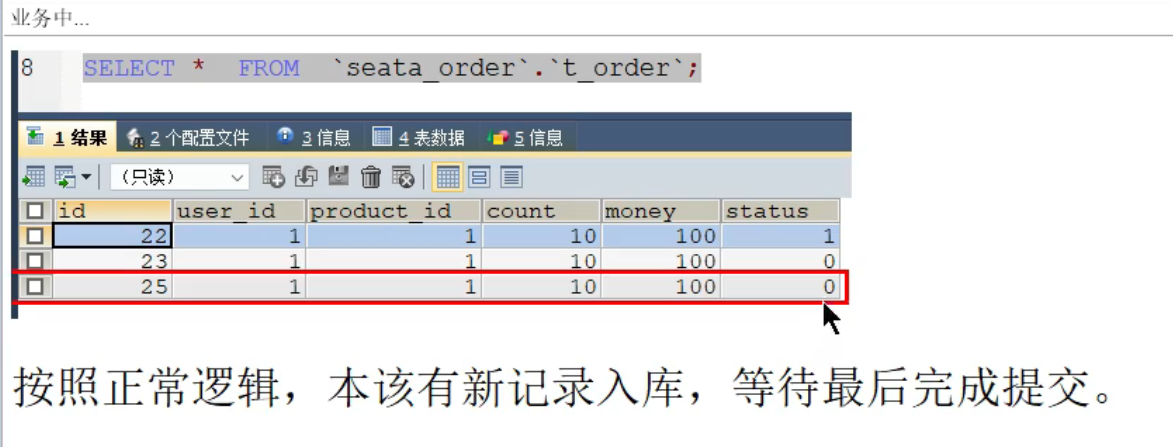 业务中...
8 SELECT * FROM `seata_order`.`t_order`;
1 结果 2 个配置文件 3 信息 4 表数据 5 信息
（只读）
id user_id product_id count money status
22 1 1 10 100 1
23 1 1 10 100 0
25 1 1 10 100 0
按照正常逻辑，本该有新记录入库，等待最后完成提交。